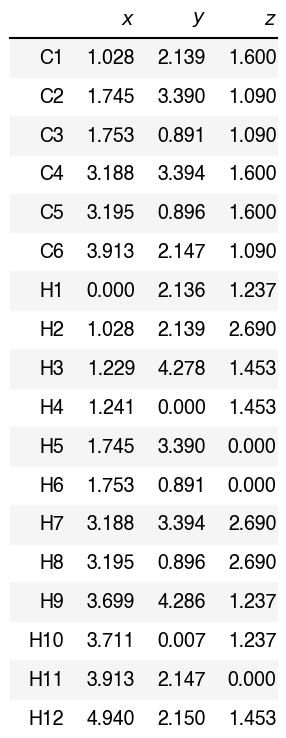 x y z
C1 1.028 2.139 1.600
C2 1.745 3.390 1.090
C3 1.753 0.891 1.090
C4 3.188 3.394 1.600
C5 3.195 0.896 1.600
C6 3.913 2.147 1.090
H1 0.000 2.136 1.237
H2 1.028 2.139 2.690
H3 1.229 4.278 1.453
H4 1.241 0.000 1.453
H5 1.745 3.390 0.000
H6 1.753 0.891 0.000
H7 3.188 3.394 2.690
H8 3.195 0.896 2.690
H9 3.699 4.286 1.237
H10 3.711 0.007 1.237
H11 3.913 2.147 0.000
H12 4.940 2.150 1.453